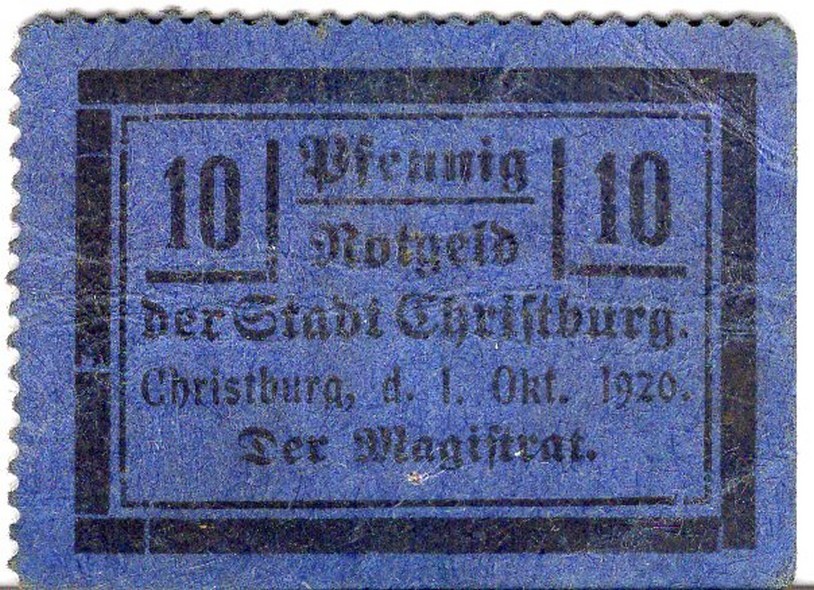 10 Pfennig 10
Notgeld
der Stadt Christburg.
Christburg, d. 1. Okt. 1920.
Der Magistrat.